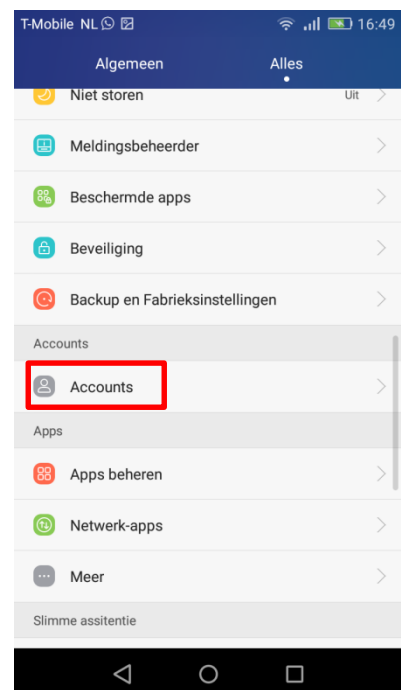 T-Mobile NL 16:49
Algemeen Alles
Niet storen Uit
Meldingsbeheerder
Beschermde apps
Beveiliging
Backup en Fabrieksinstellingen
Accounts
Accounts
Apps
Apps beheren
Netwerk-apps
Meer
Slimme assitentie